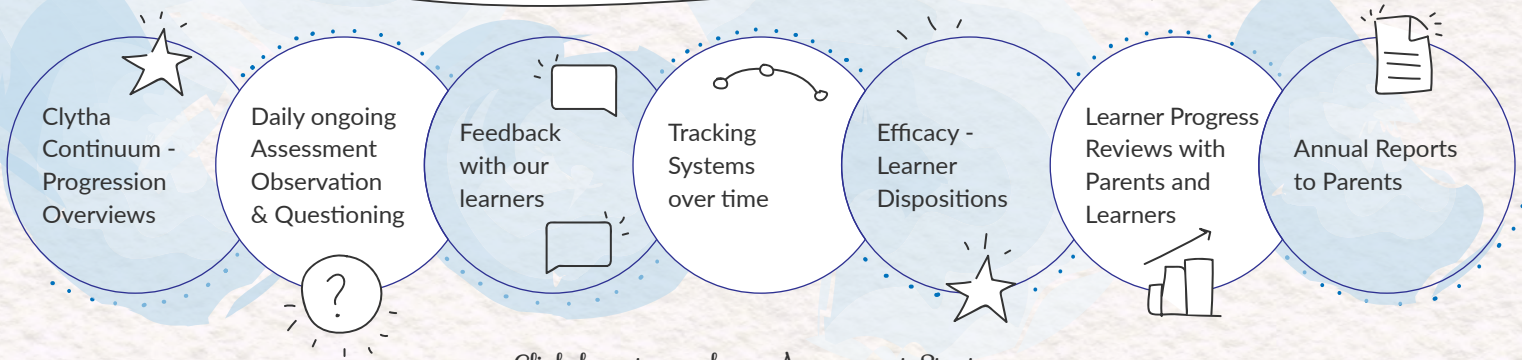 Clytha
Continuum -
Progression
Overviews
Daily ongoing
Assessment
Observation
& Questioning
?
Feedback
with our
learners
Tracking
Systems
over time
Efficacy -
Learner
Dispositions
Learner Progress
Reviews with
Parents and
Learners
Annual Reports
to Parents